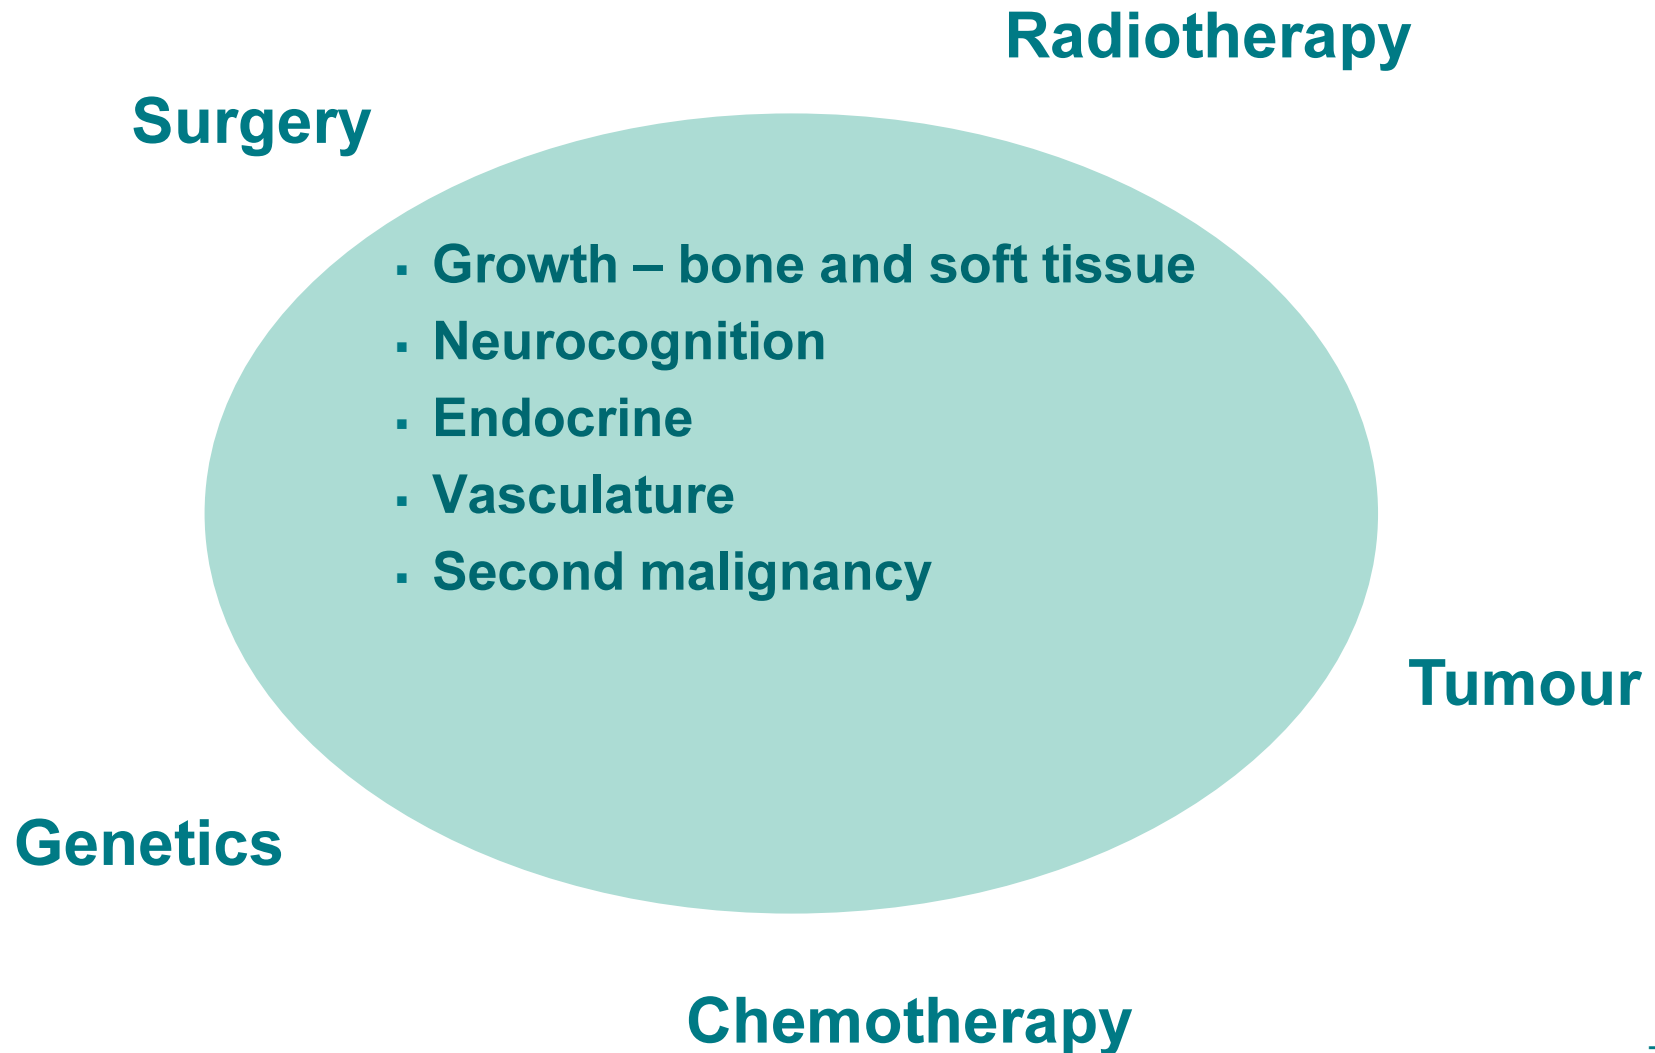 Radiotherapy
Surgery
▪ Growth – bone and soft tissue
▪ Neurocognition
▪ Endocrine
▪ Vasculature
▪ Second malignancy
Tumour
Genetics
Chemotherapy